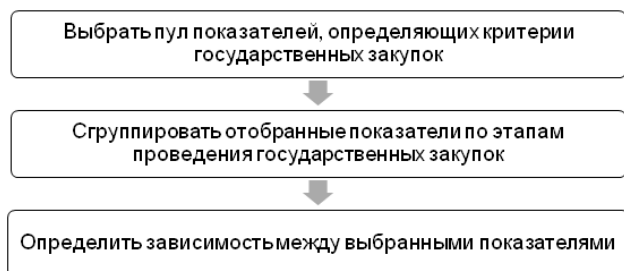 Выбрать пул показателей, определяющих критерии
государственных закупок
Сгруппировать отобранные показатели по этапам
проведения государственных закупок
Определить зависимость между выбранными показателями